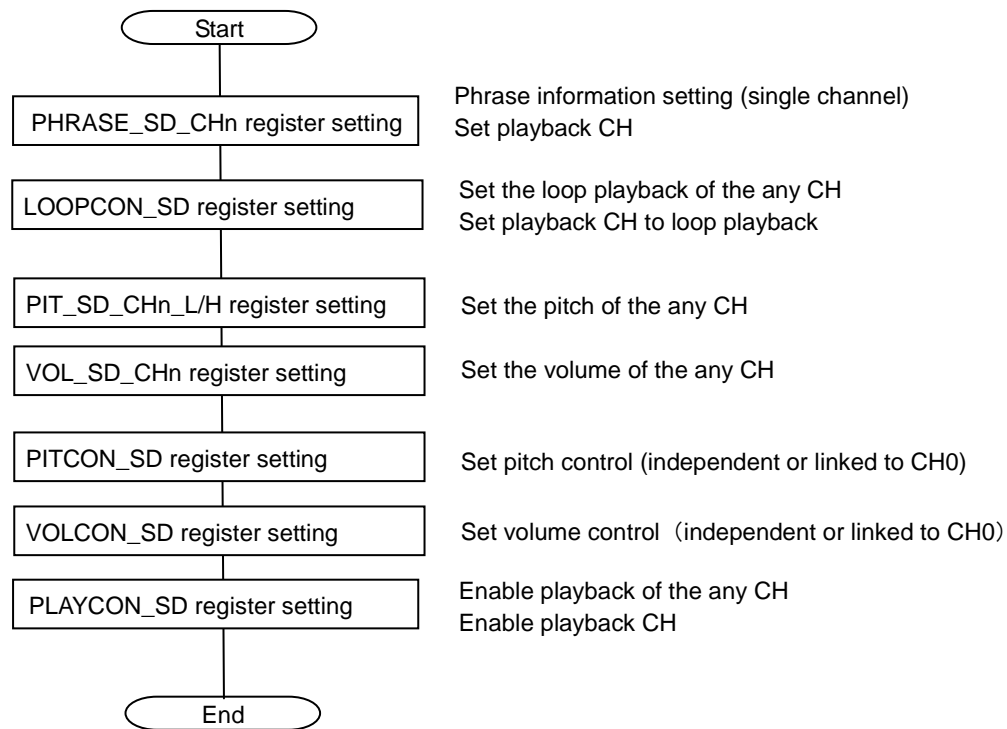 Start
PHRASE_SD_CHn register setting
Phrase information setting (single channel)
Set playback CH
LOOPCON_SD register setting
Set the loop playback of the any CH
Set playback CH to loop playback
PIT_SD_CHn_L/H register setting
Set the pitch of the any CH
VOL_SD_CHn register setting
Set the volume of the any CH
PITCON_SD register setting
Set pitch control (independent or linked to CH0)
VOLCON_SD register setting
Set volume control（independent or linked to CH0）
PLAYCON_SD register setting
Enable playback of the any CH
Enable playback CH
End